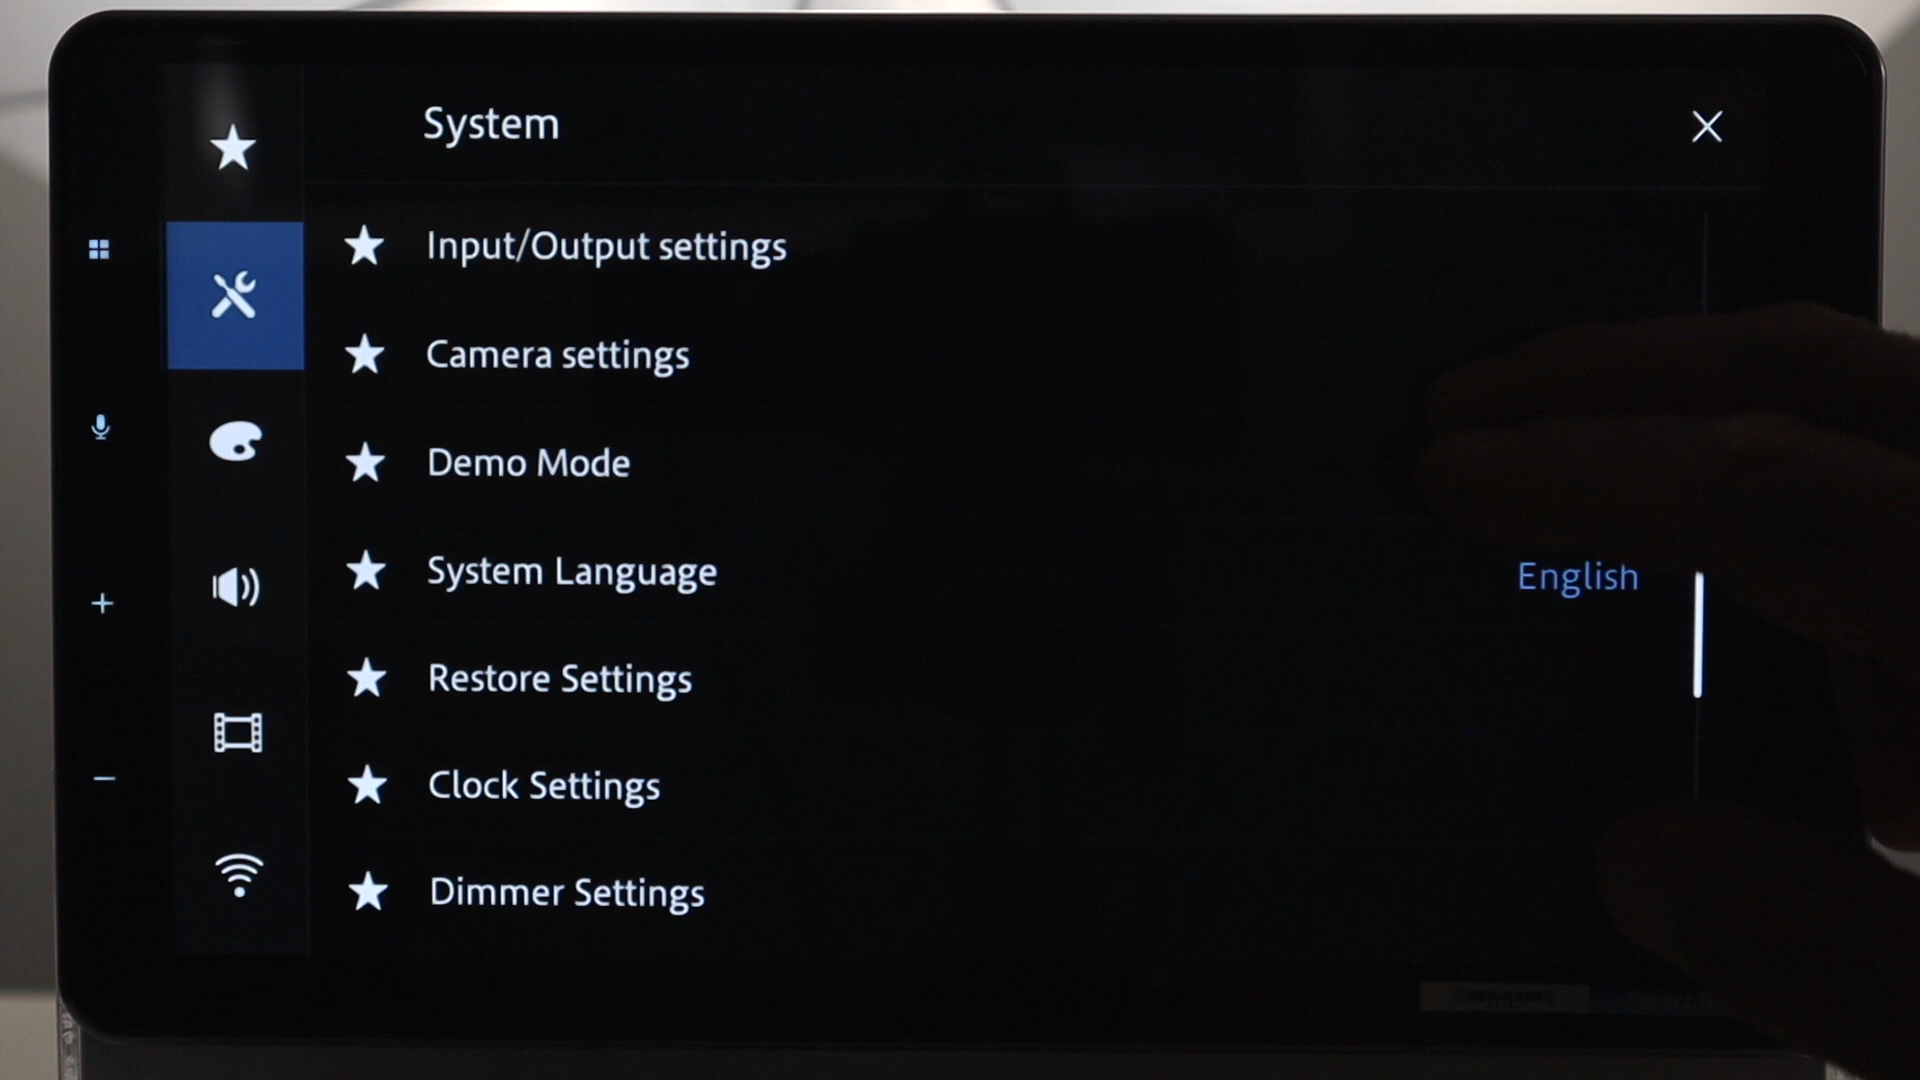 System
Input/Output settings
Camera settings
Demo Mode
System Language
English
Restore Settings
Clock Settings
Dimmer Settings